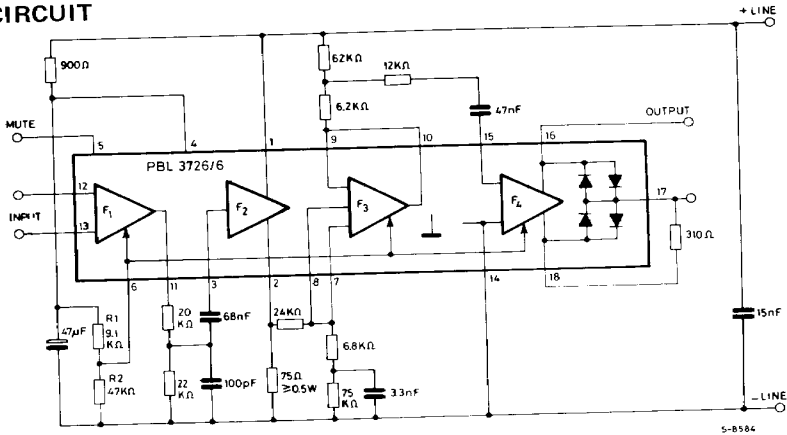 CIRCUIT
+ LINE
900Ω
62KΩ
12KΩ
6.2KΩ
47nF
OUTPUT
MUTE
5
4
1
9
10
15
16
PBL 3726/6
12
INPUT
13
F1
F2
F3
F4
17
310Ω
6
11
3
2
8
7
14
18
47µF
R1
9.1
KΩ
R2
47KΩ
20
KΩ
22
KΩ
68nF
100pF
24KΩ
75Ω
≥0.5W
6.8KΩ
75
KΩ
3.3nF
15nF
_ LINE
S-8584